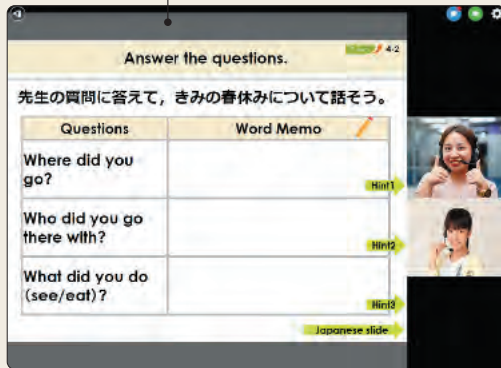 Answer the questions.
4-2
先生の質問に答えて，きみの春休みについて話そう。
Questions
Word Memo
Where did you
go?
Hint1
Who did you go
there with?
Hint2
What did you do
(see/eat)?
Hint3
Japanese slide